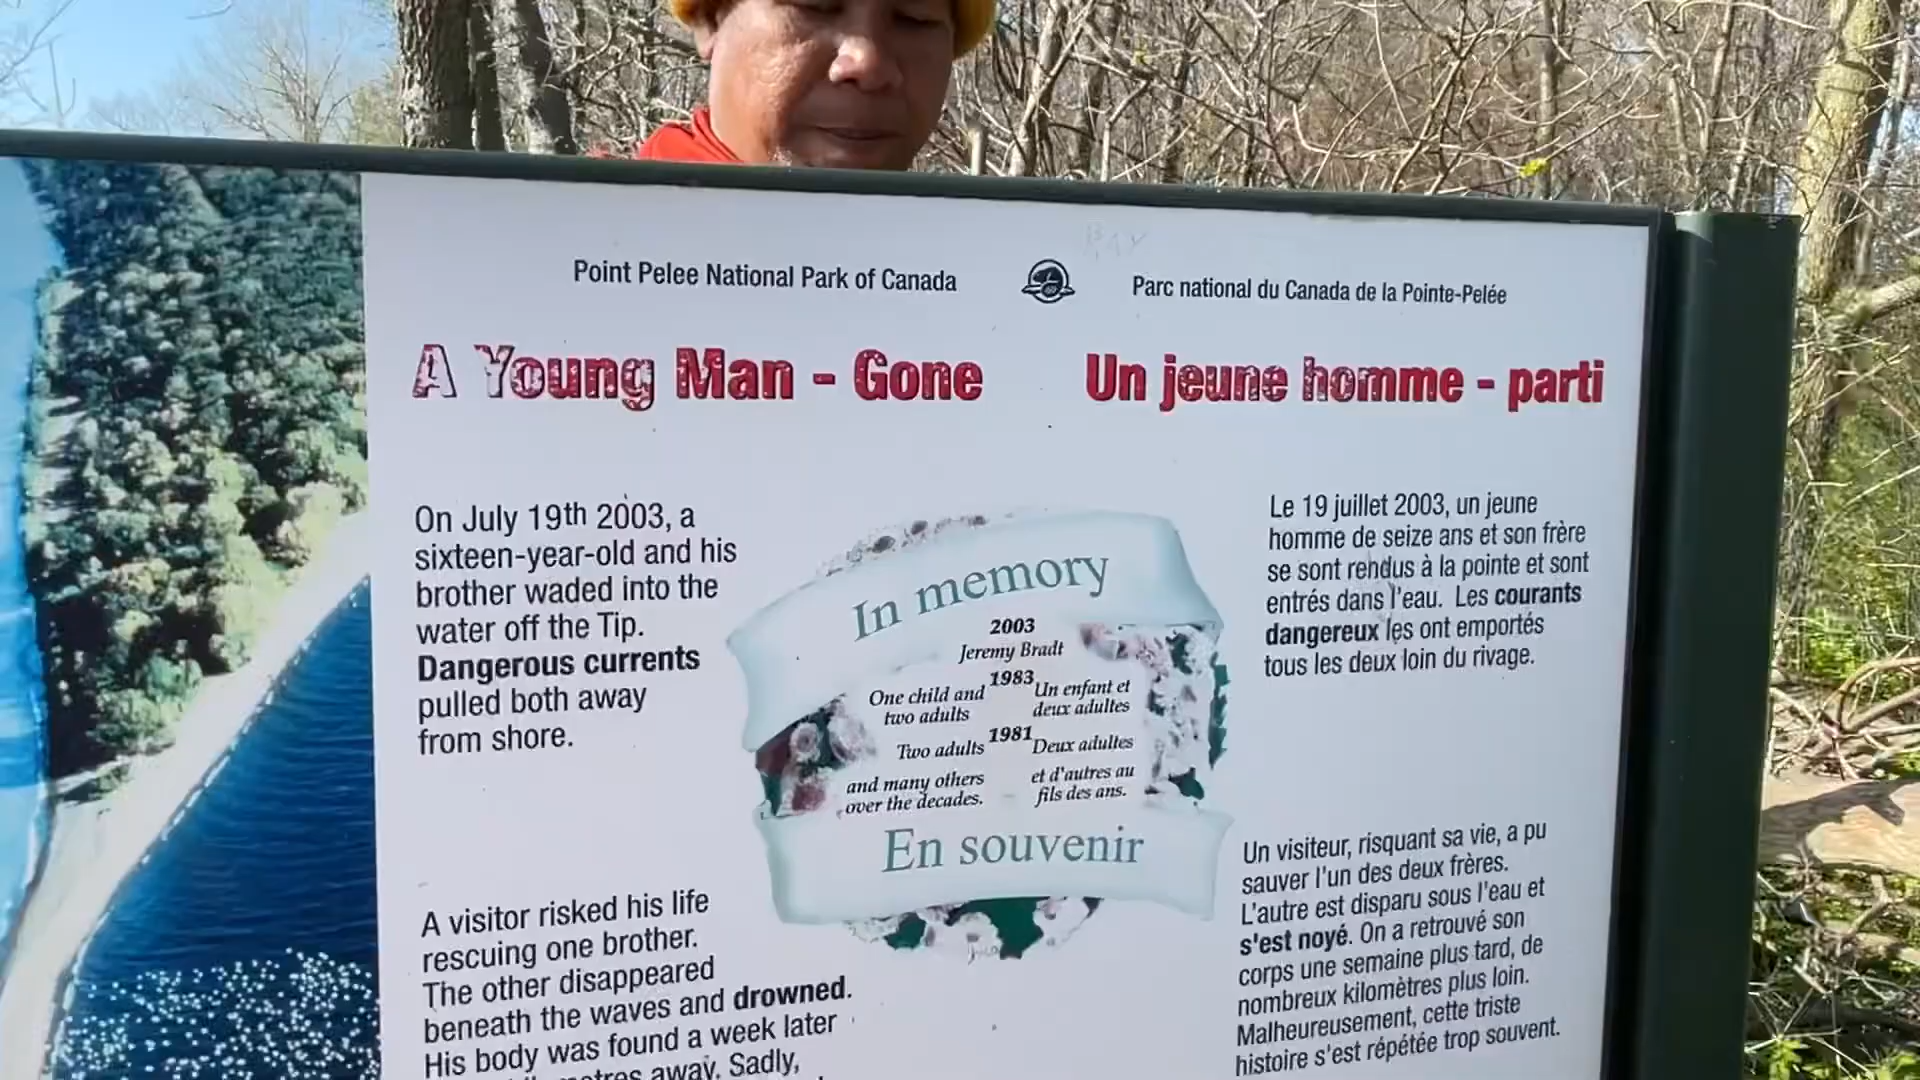 Point Pelee National Park of Canada
Parc national du Canada de la Pointe-Pelée
A Young Man - Gone
Un jeune homme - parti
On July 19th 2003, a
sixteen-year-old and his
brother waded into the
water off the Tip.
Dangerous currents
pulled both away
from shore.
A visitor risked his life
rescuing one brother.
The other disappeared
beneath the waves and drowned.
His body was found a week later
away. Sadly,
In memory
2003
Jeremy Bradt
1983
One child and
two adults
Un enfant et
deux adultes
1981
Two adults
Deux adultes
and many others
over the decades.
et d'autres au
fils des ans.
En souvenir
Le 19 juillet 2003, un jeune
homme de seize ans et son frère
se sont rendus à la pointe et sont
entrés dans l'eau. Les courants
dangereux les ont emportés
tous les deux loin du rivage.
Un visiteur, risquant sa vie, a pu
sauver l'un des deux frères.
L'autre est disparu sous l'eau et
s'est noyé. On a retrouvé son
corps une semaine plus tard, de
nombreux kilomètres plus loin.
Malheureusement, cette triste
histoire s'est répétée trop souvent.